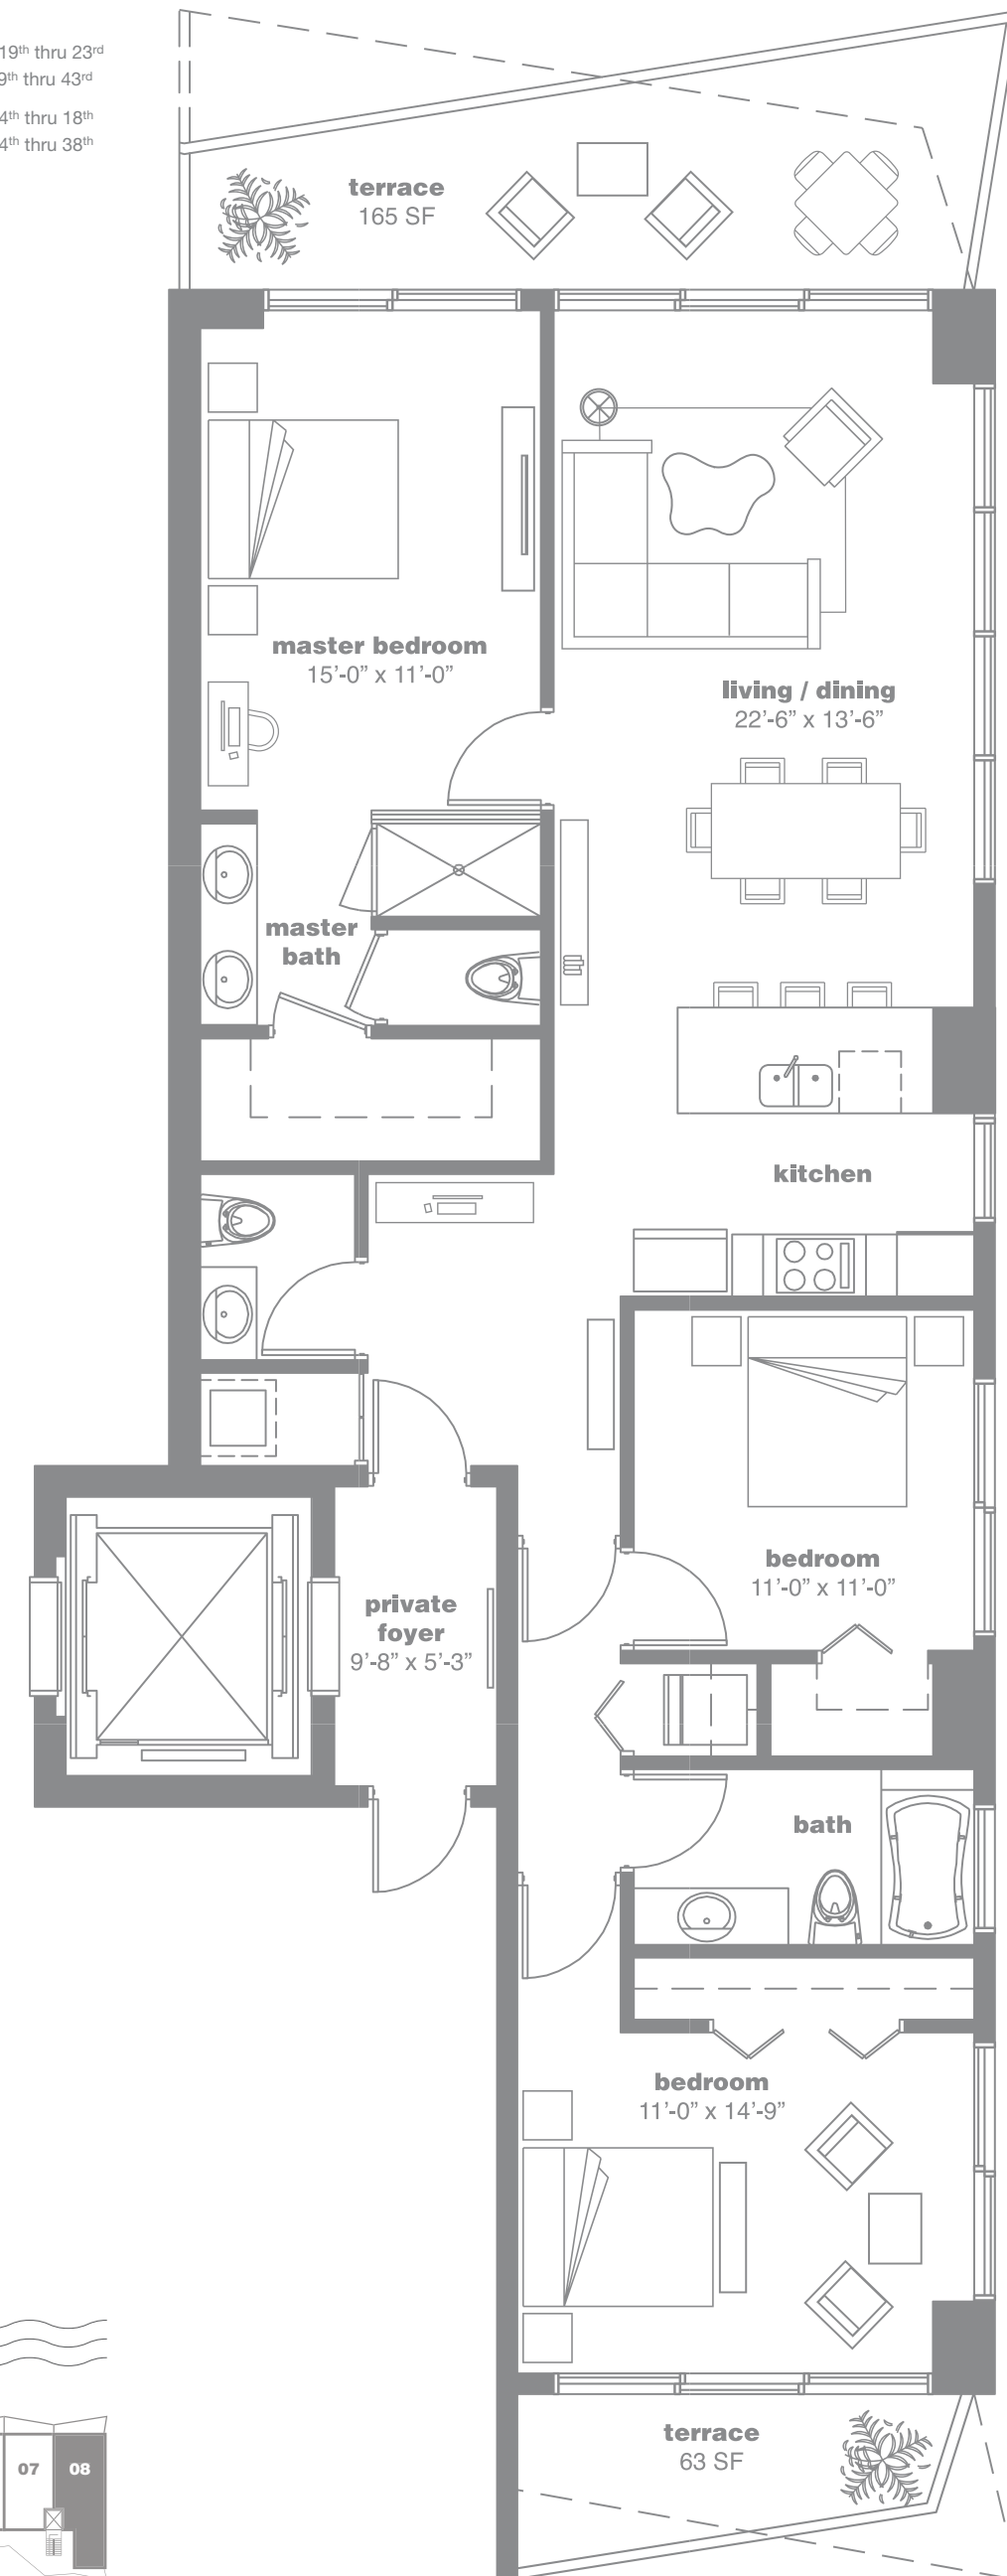 19th thru 23rd
9th thru 43rd
4th thru 18th
4th thru 38th
terrace
165 SF
master bedroom
15’-0” x 11’-0”
living / dining
22’-6” x 13’-6”
master
bath
kitchen
bedroom
11’-0” x 11’-0”
private
foyer
9’-8” x 5’-3”
bath
bedroom
11’-0” x 14’-9”
terrace
63 SF
07 08